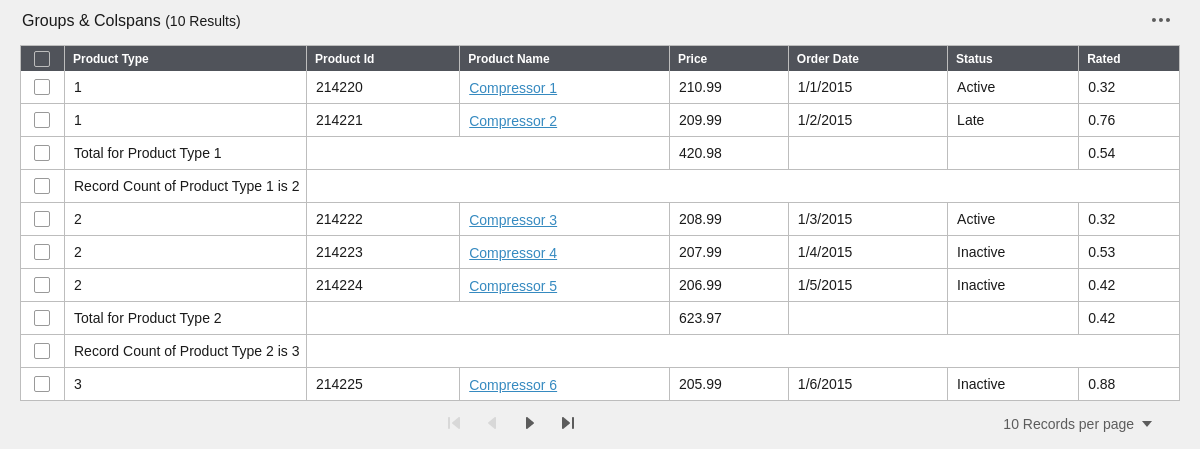 Groups & Colspans (10 Results)
Product Type Product Id Product Name Price Order Date Status Rated
1 214220 Compressor 1 210.99 1/1/2015 Active 0.32
1 214221 Compressor 2 209.99 1/2/2015 Late 0.76
Total for Product Type 1 420.98 0.54
Record Count of Product Type 1 is 2
2 214222 Compressor 3 208.99 1/3/2015 Active 0.32
2 214223 Compressor 4 207.99 1/4/2015 Inactive 0.53
2 214224 Compressor 5 206.99 1/5/2015 Inactive 0.42
Total for Product Type 2 623.97 0.42
Record Count of Product Type 2 is 3
3 214225 Compressor 6 205.99 1/6/2015 Inactive 0.88
10 Records per page